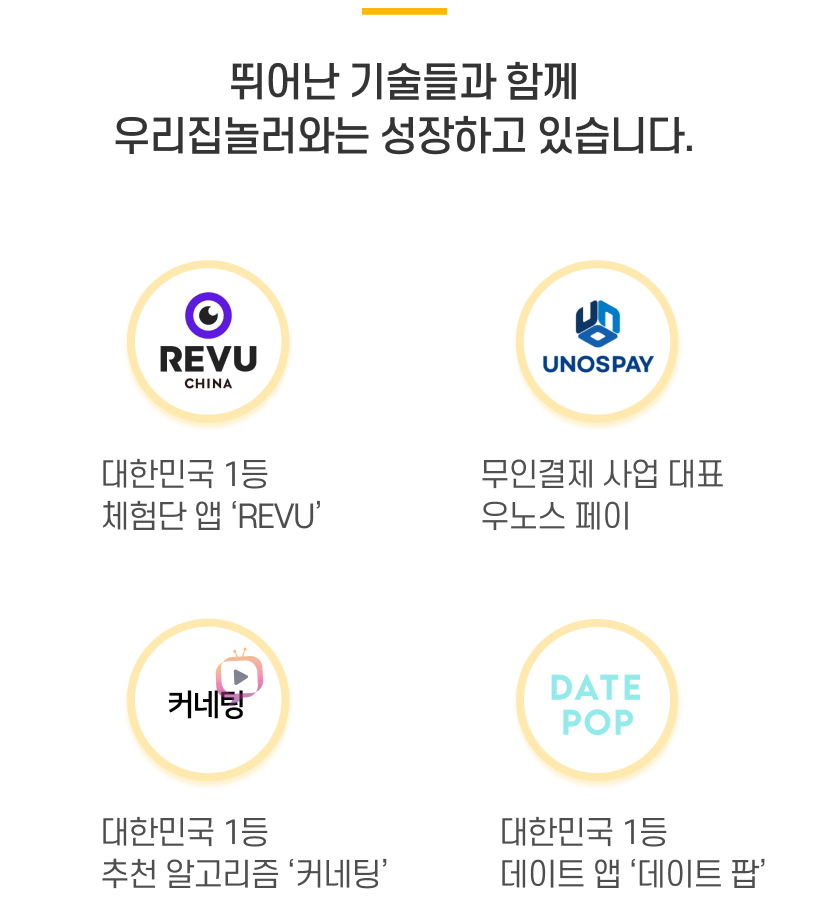 뛰어난 기술들과 함께
우리집놀러와는 성장하고 있습니다.
REVU
CHINA
UNOSPAY
대한민국 1등
체험단 앱 ‘REVU’
무인결제 사업 대표
우노스 페이
커네팅
DATE
POP
대한민국 1등
추천 알고리즘 ‘커네팅’
대한민국 1등
데이트 앱 ‘데이트 팝’